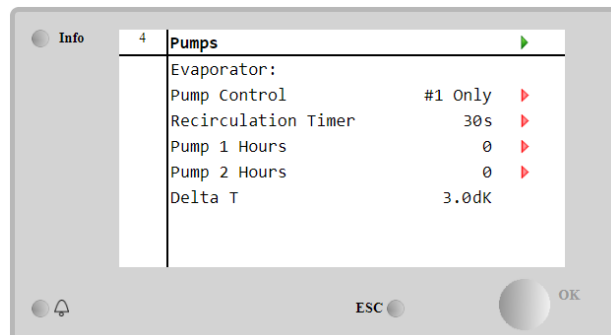 Info
4 Pumps
Evaporator:
Pump Control #1 Only
Recirculation Timer 30s
Pump 1 Hours 0
Pump 2 Hours 0
Delta T 3.0dK
ESC
OK